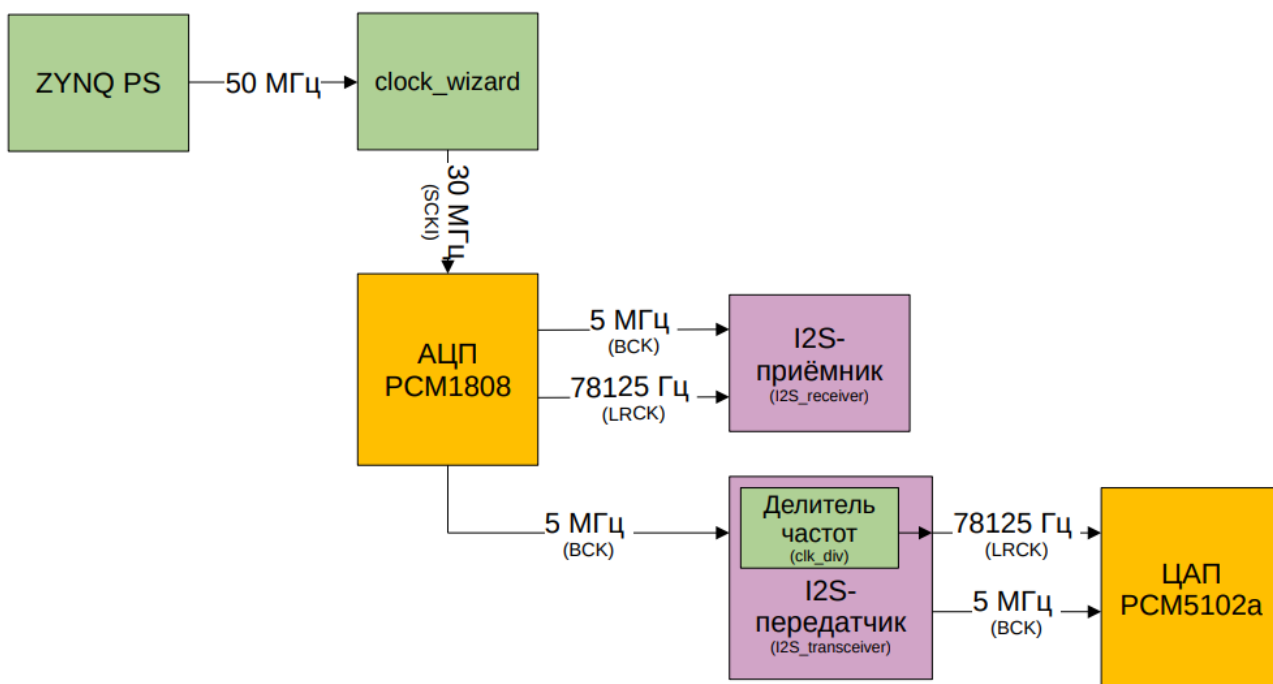 ZYNQ PS
50 МГц
clock_wizard
30 МГц
(SCKI)
АЦП
PCM1808
5 МГц
(BCK)
78125 Гц
(LRCK)
I2S-
приёмник
(I2S_receiver)
5 МГц
(BCK)
Делитель
частот
(clk_div)
I2S-
передатчик
(I2S_transceiver)
78125 Гц
(LRCK)
5 МГц
(BCK)
ЦАП
PCM5102a